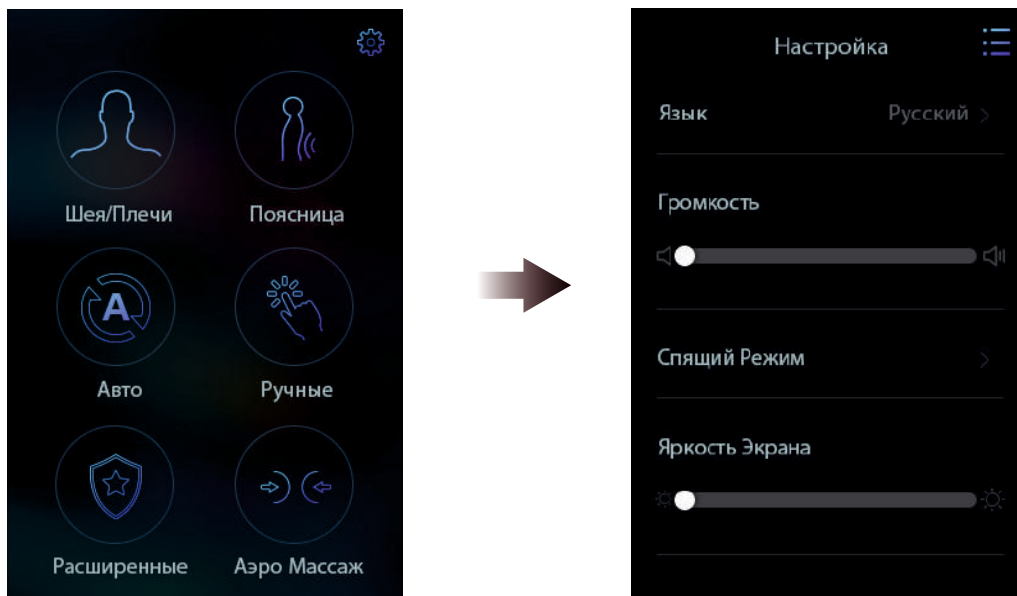 Шея/Плечи
Поясница
A
Авто
Ручные
Расширенные
Аэро Массаж
Настройка
Язык Русский >
Громкость
Спящий Режим >
Яркость Экрана